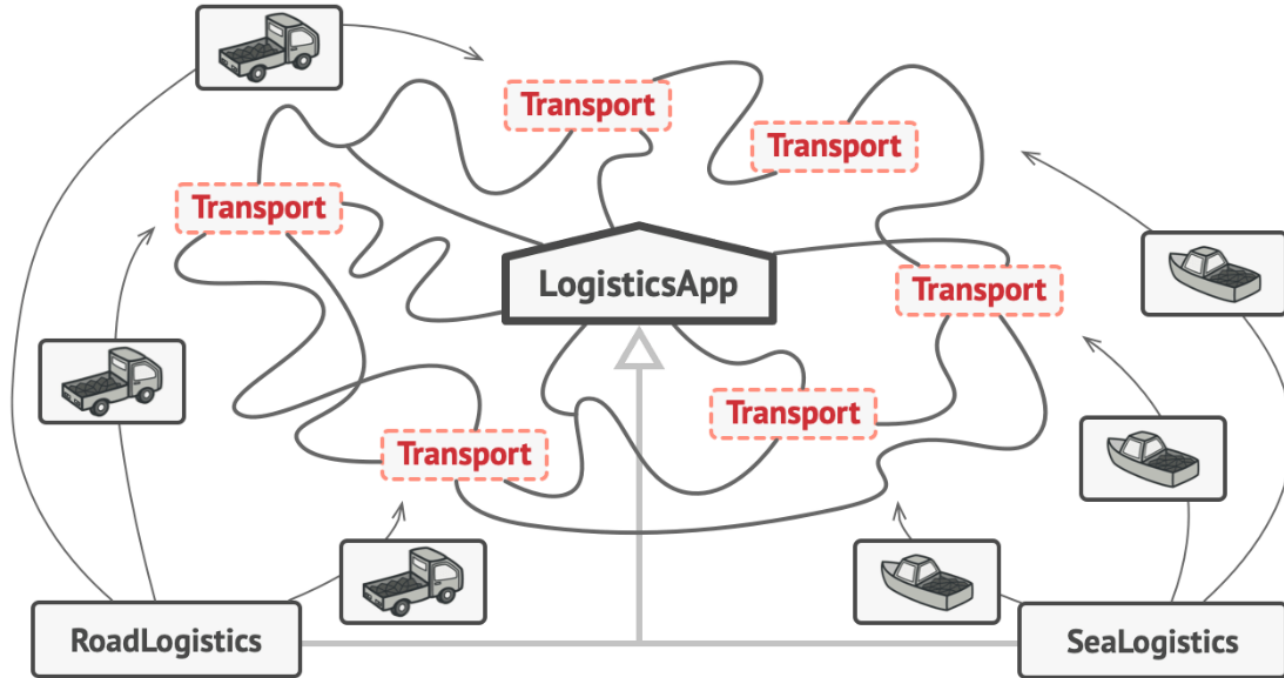 Transport
Transport
Transport
LogisticsApp
Transport
Transport
Transport
RoadLogistics
SeaLogistics